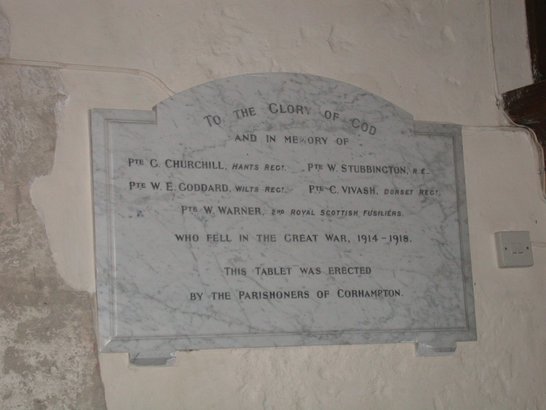 TO THE GLORY OF GOD
AND IN MEMORY OF
PTE G. CHURCHILL, HANTS REGT. PTE W. STUBBINGTON, R.E.
PTE W. E. GODDARD, WILTS REGT. PTE C. VIVASH, DORSET REGT.
PTE W. WARNER, 2ND ROYAL SCOTTISH FUSILIERS.
WHO FELL IN THE GREAT WAR, 1914-1918.
THIS TABLET WAS ERECTED
BY THE PARISHONERS OF CORHAMPTON.